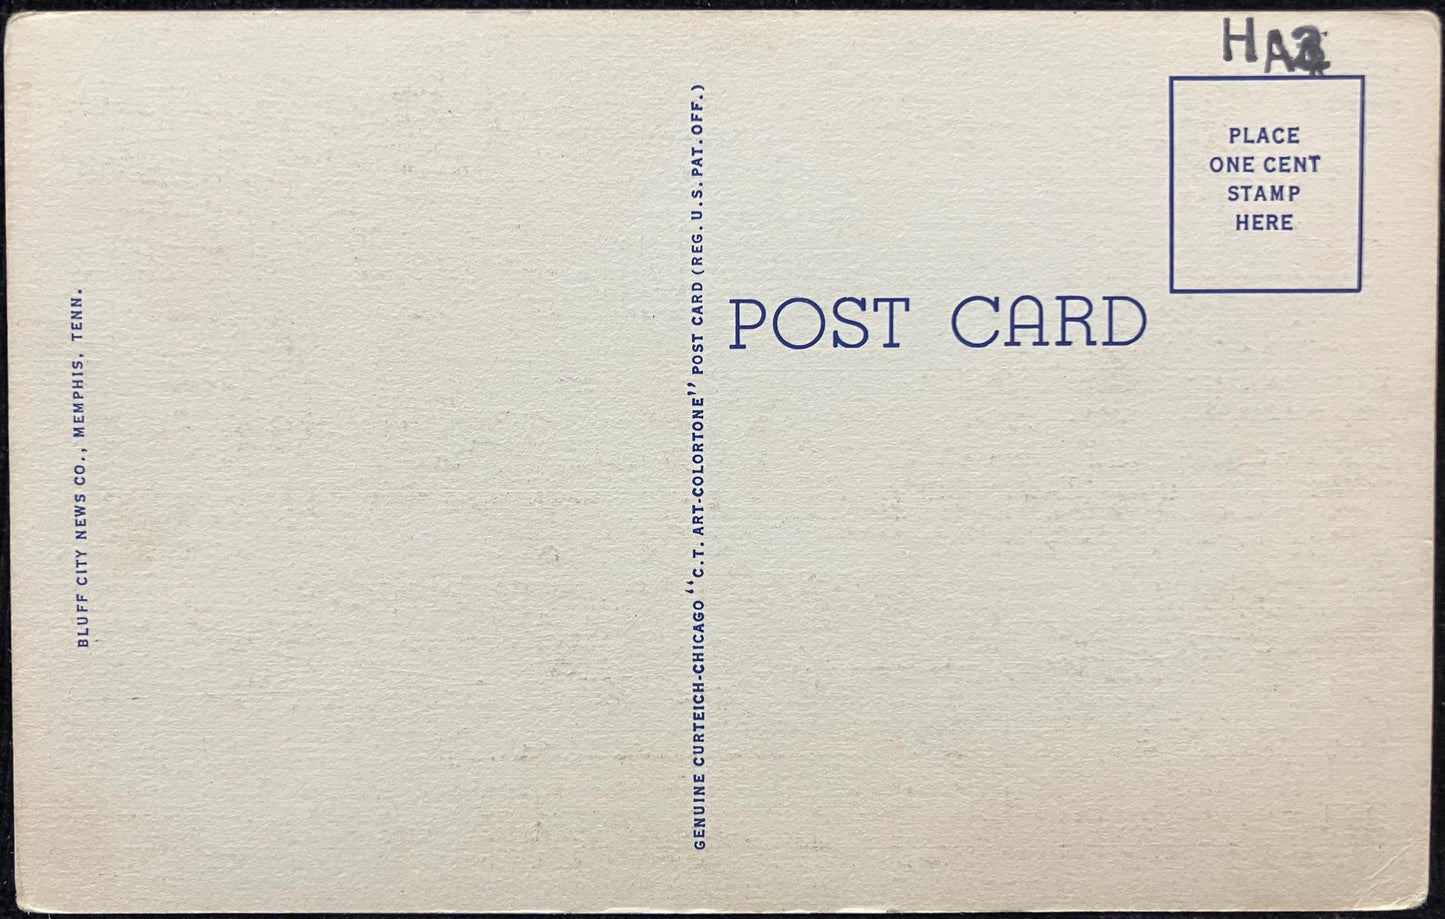 BLUFF CITY NEWS CO., MEMPHIS, TENN.
GENUINE CURTEICH-CHICAGO "C.T. ART-COLORTONE" POST CARD (REG. U.S. PAT. OFF.)
POST CARD
PLACE
ONE CENT
STAMP
HERE